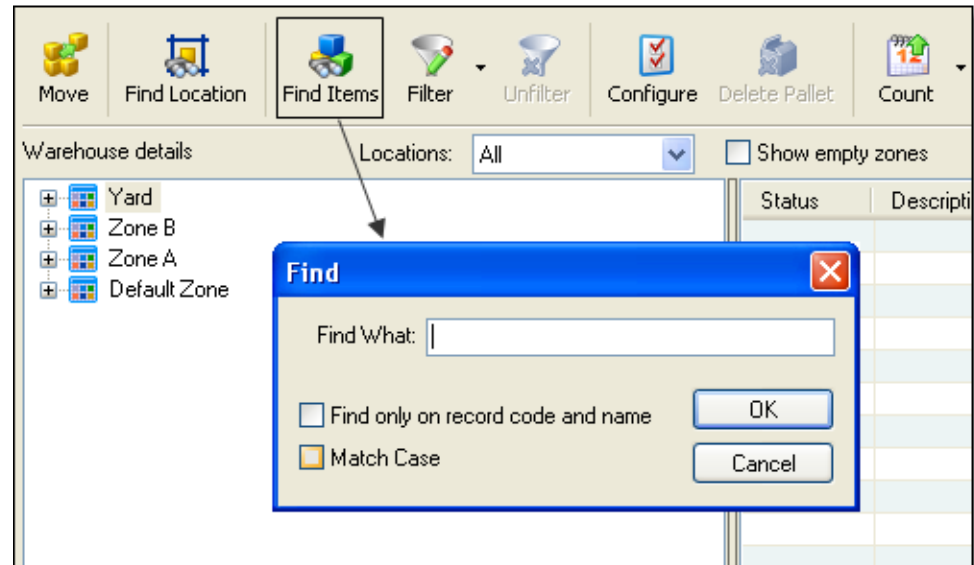 Move Find Location Find Items Filter Unfilter Configure Delete Pallet Count
12
Warehouse details Locations: All Show empty zones
Yard
Zone B
Zone A
Default Zone
Status Descripti
Find
Find What:
Find only on record code and name
OK
Match Case
Cancel